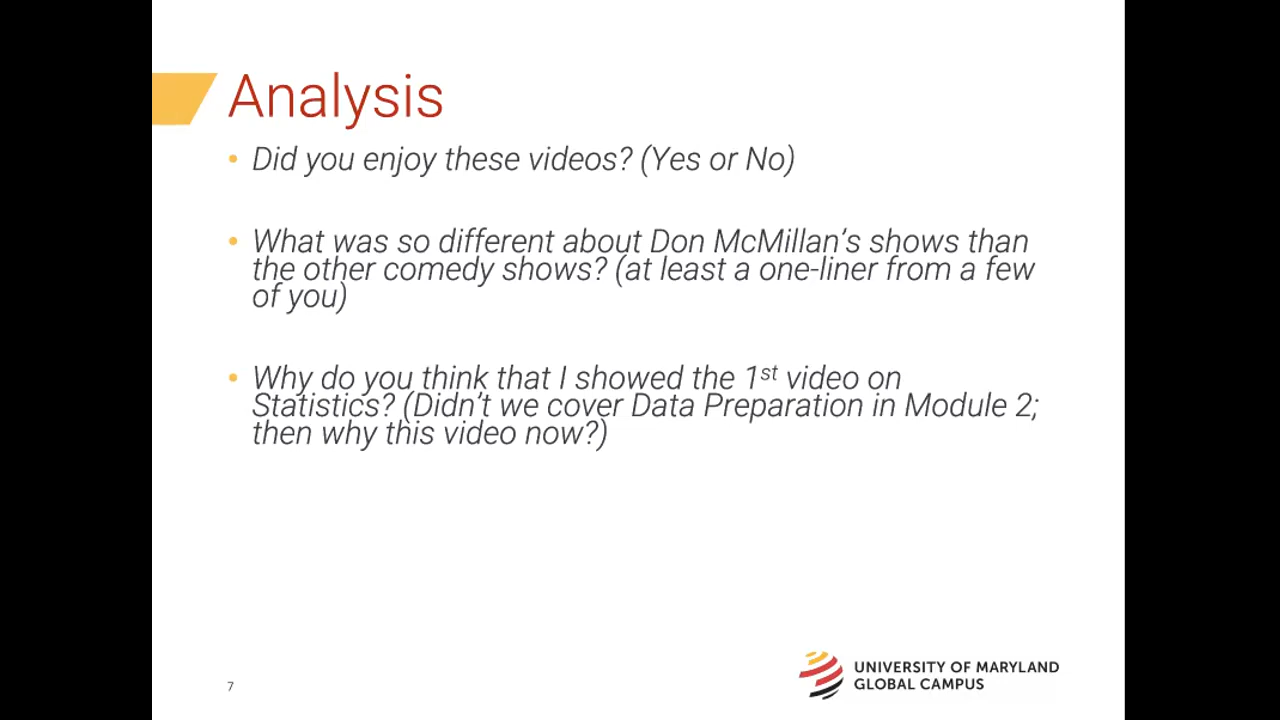 Analysis
• Did you enjoy these videos? (Yes or No)
• What was so different about Don McMillan’s shows than
the other comedy shows? (at least a one-liner from a few
of you)
• Why do you think that I showed the 1st video on
Statistics? (Didn’t we cover Data Preparation in Module 2;
then why this video now?)
7
UNIVERSITY OF MARYLAND
GLOBAL CAMPUS